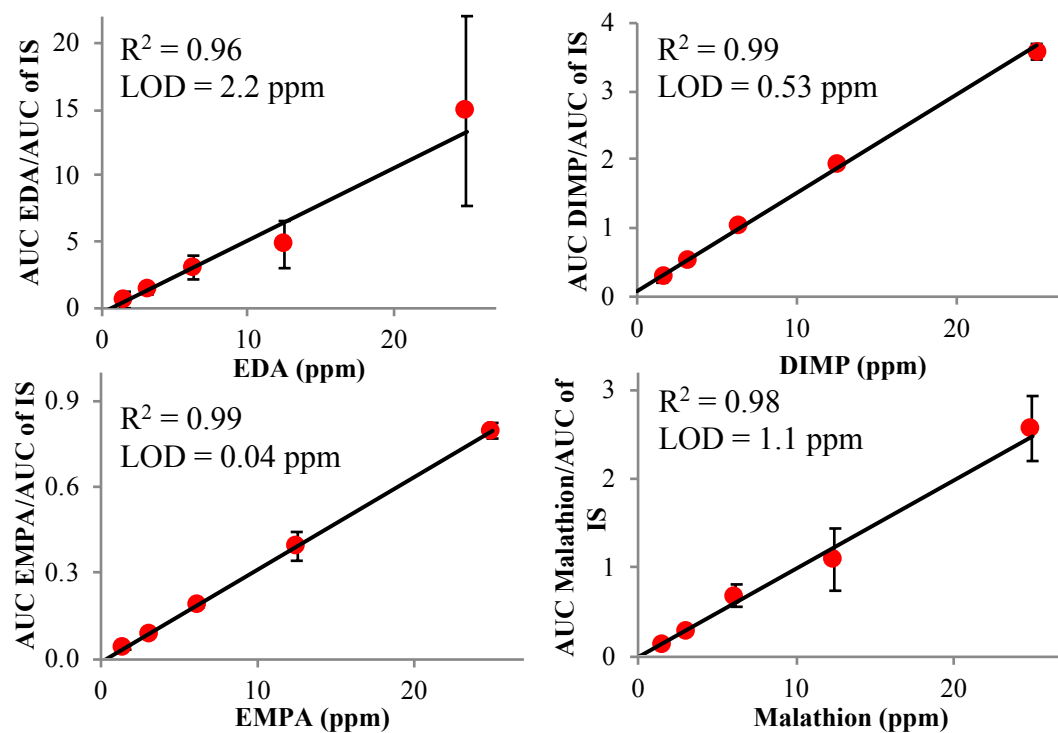 AUC EDA/AUC of IS
20
15
10
5
0
R² = 0.96
LOD = 2.2 ppm
0 10 20
EDA (ppm)
AUC DIMP/AUC of IS
4
3
2
1
0
R² = 0.99
LOD = 0.53 ppm
0 10 20
DIMP (ppm)
AUC EMPA/AUC of IS
0.9
0.6
0.3
0.0
R² = 0.99
LOD = 0.04 ppm
0 10 20
EMPA (ppm)
AUC Malathion/AUC of
IS
3
2
1
0
R² = 0.98
LOD = 1.1 ppm
0 10 20
Malathion (ppm)